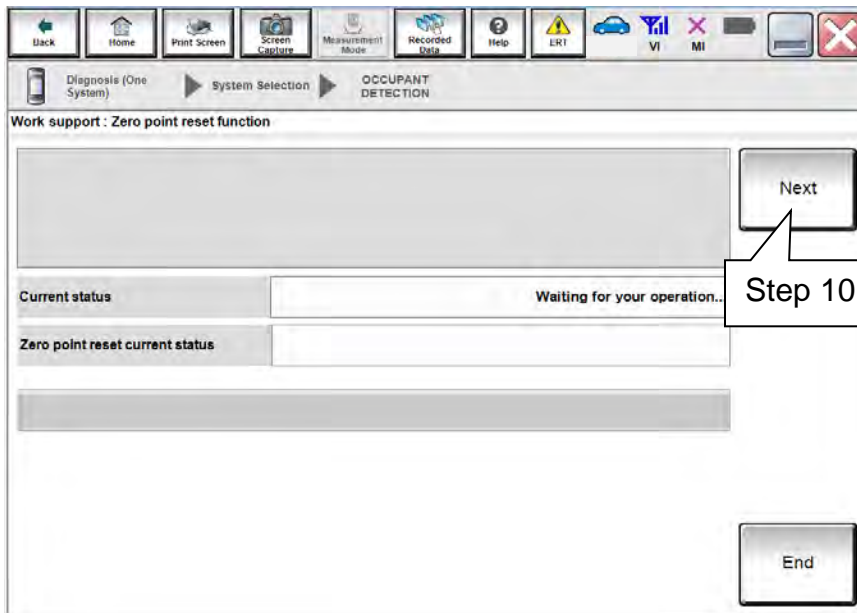 Back
Home
Print Screen
Screen
Capture
Measurement
Mode
Recorded
Data
Help
ERT
VI
MI
Diagnosis (One
System)
System Selection
OCCUPANT
DETECTION
Work support : Zero point reset function
Next
Step 10
Current status
Waiting for your operation..
Zero point reset current status
End